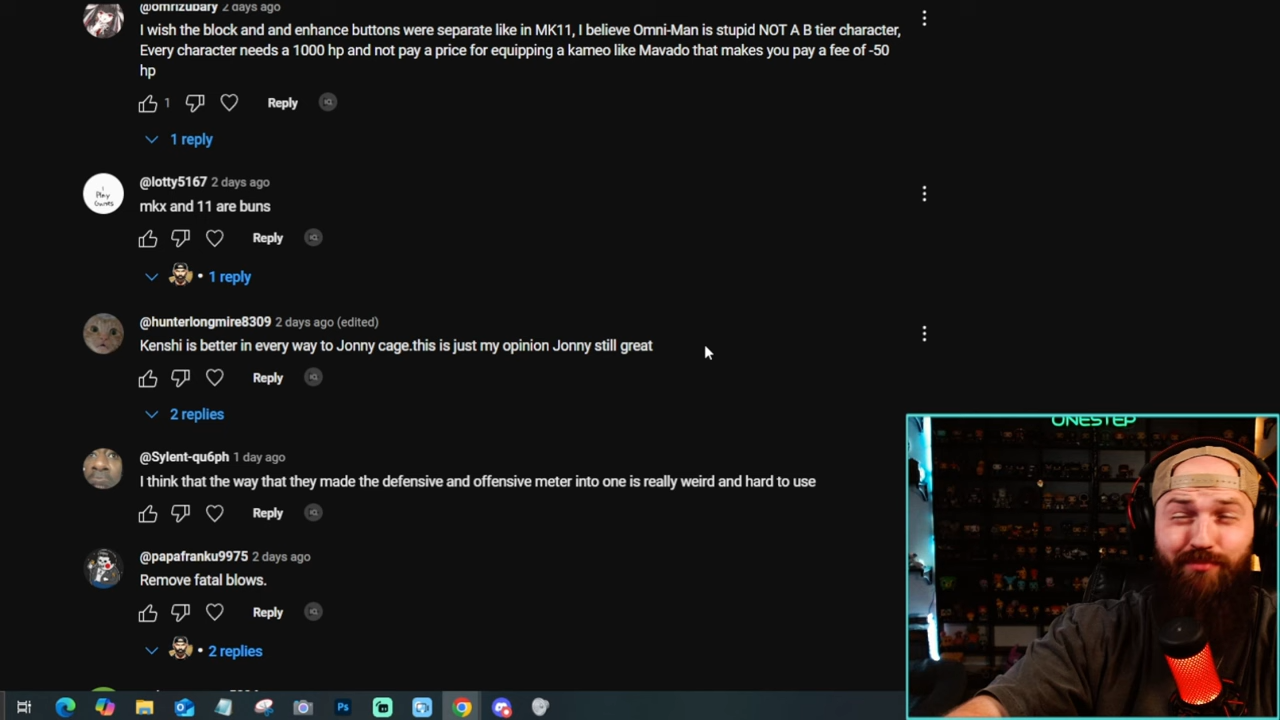 @omrizubary 2 days ago
I wish the block and and enhance buttons were separate like in MK11, I believe Omni-Man is stupid NOT A B tier character,
Every character needs a 1000 hp and not pay a price for equipping a kameo like Mavado that makes you pay a fee of -50
hp
1 Reply
1 reply
@lotty5167 2 days ago
I
Play
Games
mkx and 11 are buns
Reply
• 1 reply
@hunterlongmire8309 2 days ago (edited)
Kenshi is better in every way to Jonny cage.this is just my opinion Jonny still great
Reply
2 replies
ONESTEP
@Sylent-qu6ph 1 day ago
I think that the way that they made the defensive and offensive meter into one is really weird and hard to use
Reply
@papafranku9975 2 days ago
Remove fatal blows.
Reply
• 2 replies
Ps